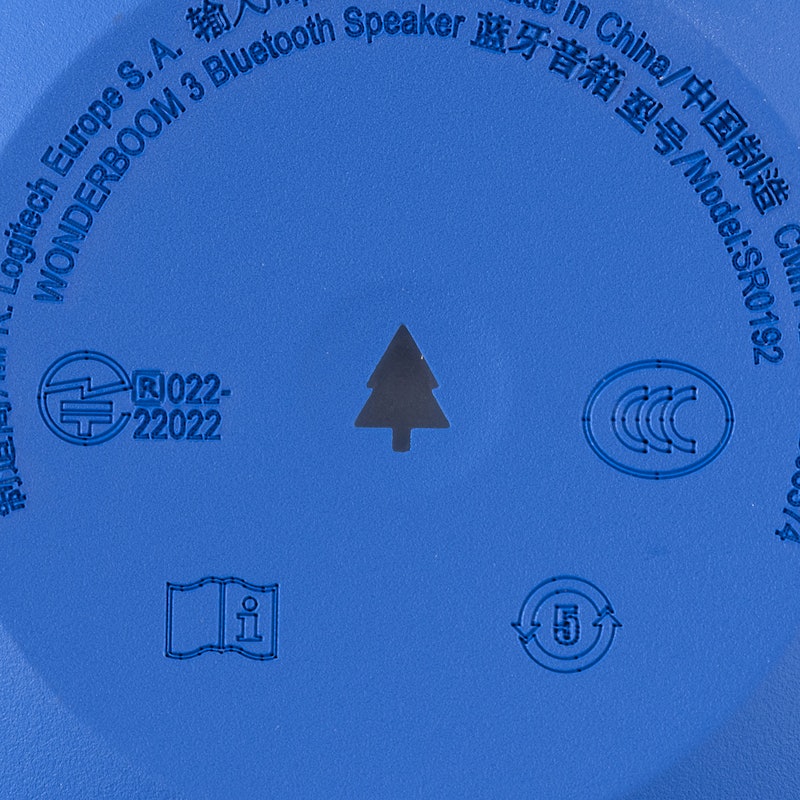 Logitech Europe S. A. 输入/
in China/中国制造
WONDERBOOM 3 Bluetooth Speaker 蓝牙音箱 型号/Model:SR0192
R 022-
22022
CCC
i
5